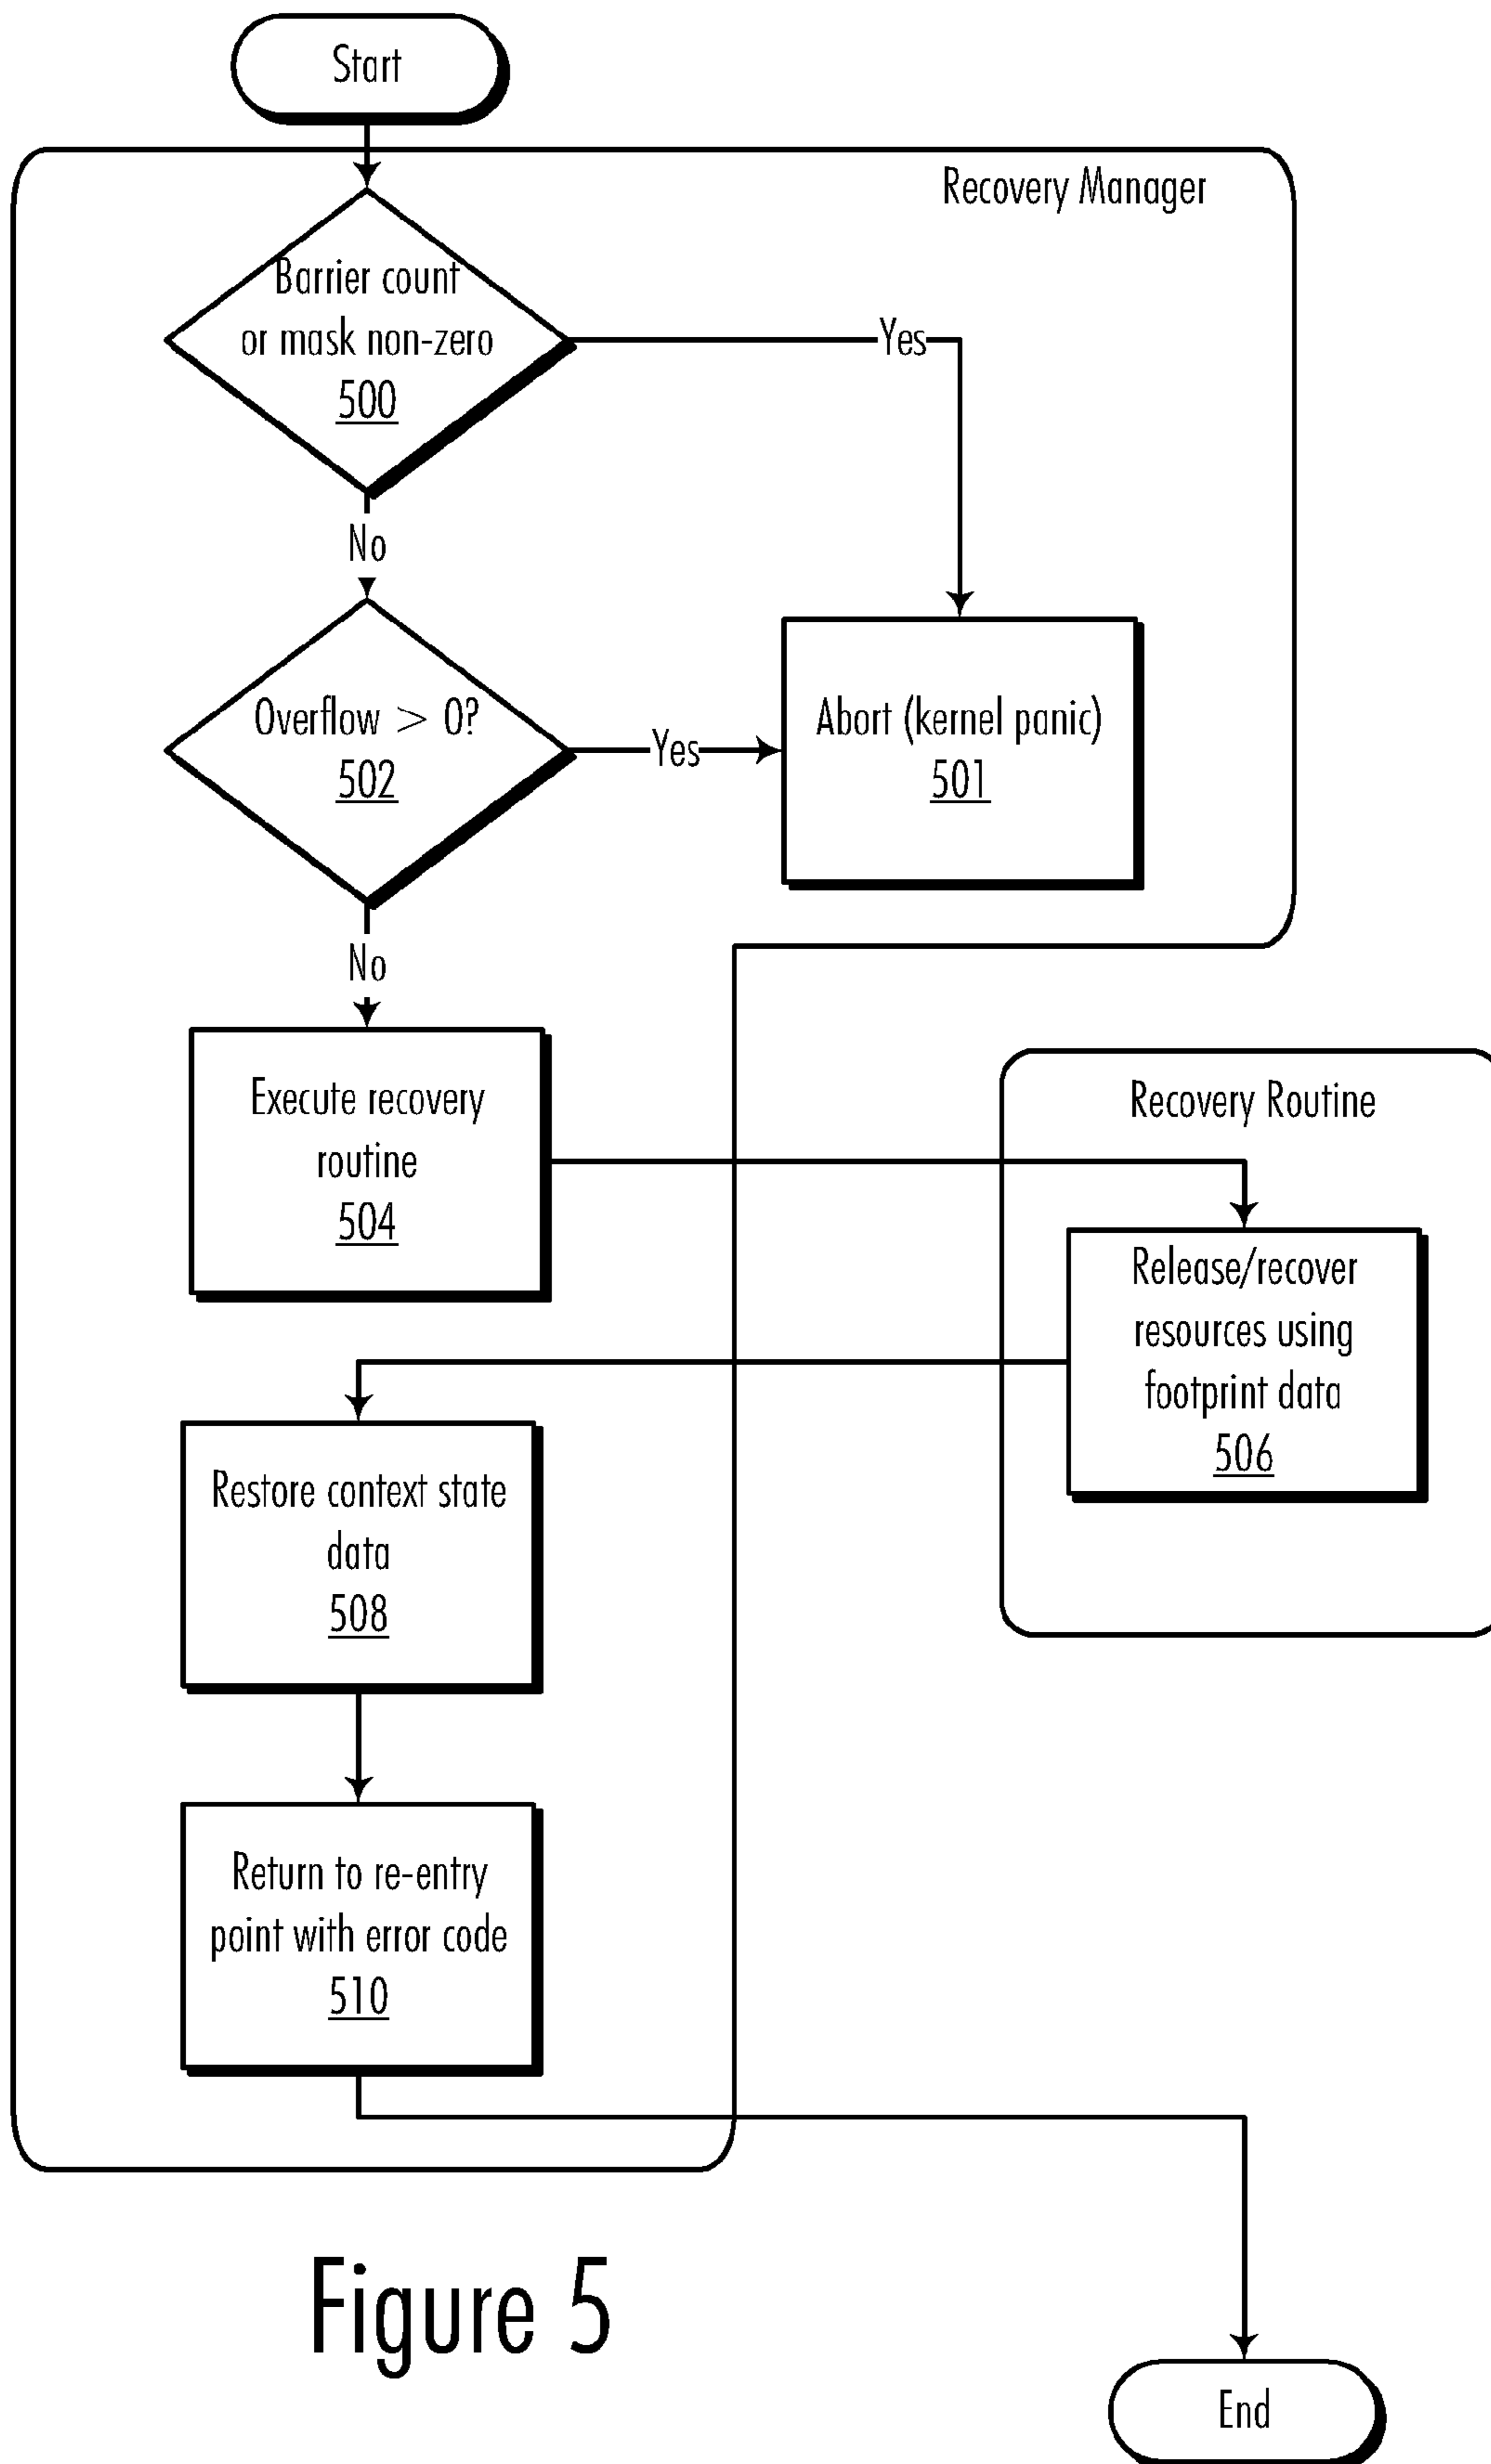 Start
Recovery Manager
Barrier count
or mask non-zero
500
Yes
No
Overflow > 0?
502
Yes
Abort (kernel panic)
501
No
Execute recovery
routine
504
Recovery Routine
Release/recover
resources using
footprint data
506
Restore context state
data
508
Return to re-entry
point with error code
510
Figure 5
End